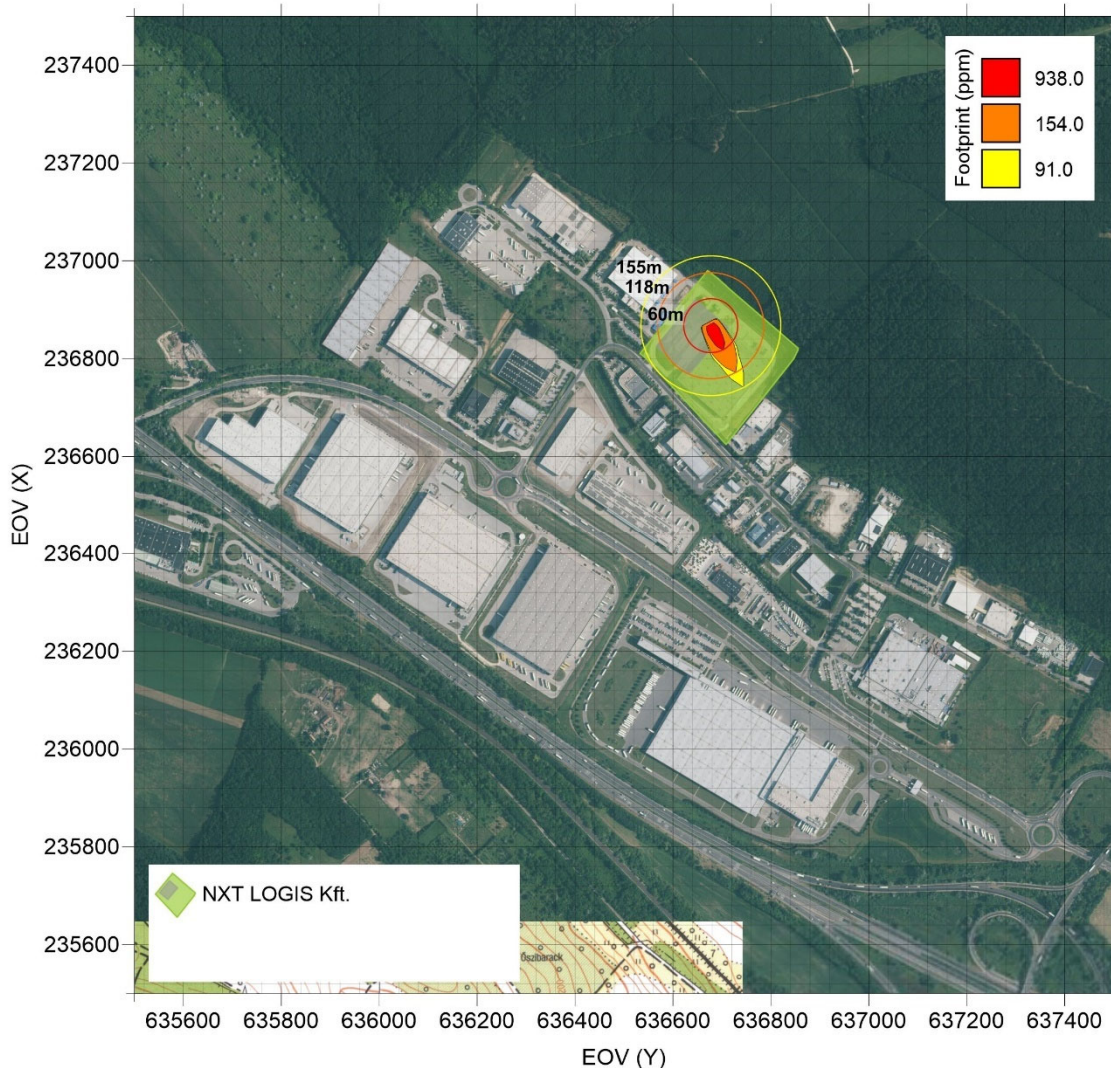 237400
237200
237000
236800
236600
236400
236200
236000
235800
235600
EOV (X)
Footprint (ppm)
938.0
154.0
91.0
155m
118m
60m
NXT LOGIS Kft.
Őszibarack
635600 635800 636000 636200 636400 636600 636800 637000 637200 637400
EOV (Y)